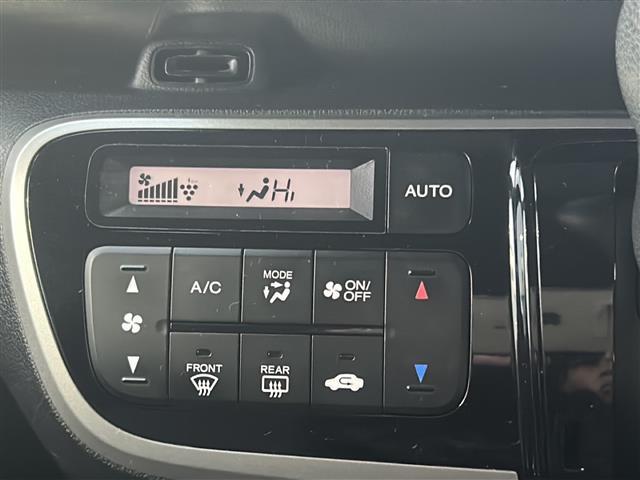 Hi
AUTO
A/C
MODE
ON/
OFF
FRONT
REAR